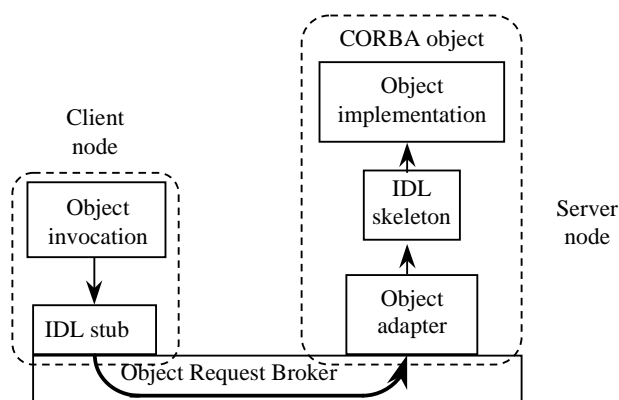 CORBA object
Object
implementation
Client
node
IDL
skeleton
Object
invocation
Server
node
Object
adapter
IDL stub
Object Request Broker